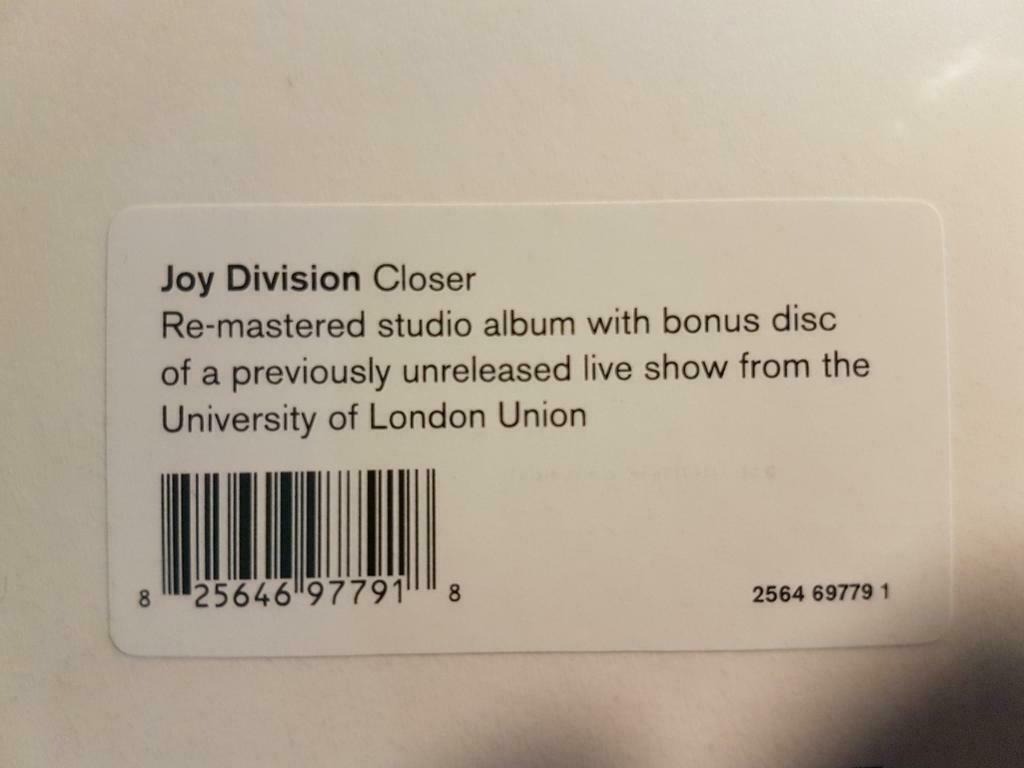 Joy Division Closer
Re-mastered studio album with bonus disc
of a previously unreleased live show from the
University of London Union
8 25646 97791 8
2564 69779 1